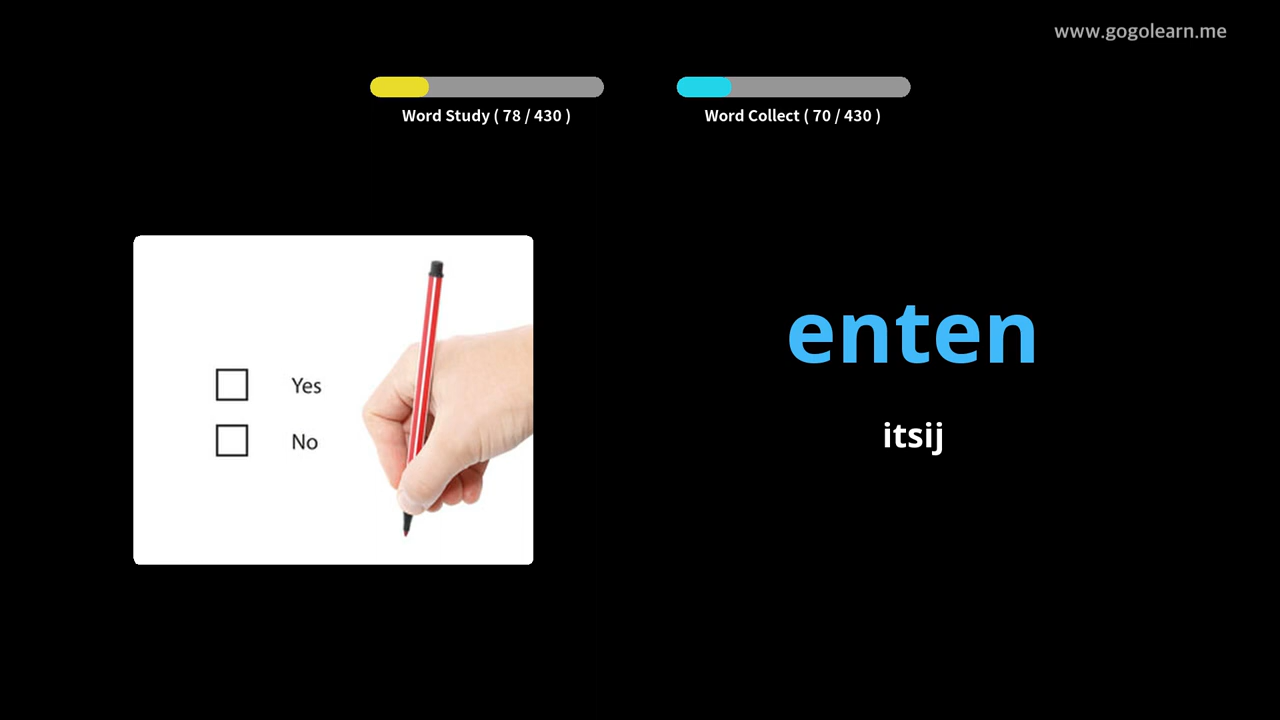 www.gogolearn.me
Word Study ( 78 / 430 )
Word Collect ( 70 / 430 )
Yes
No
enten
itsij